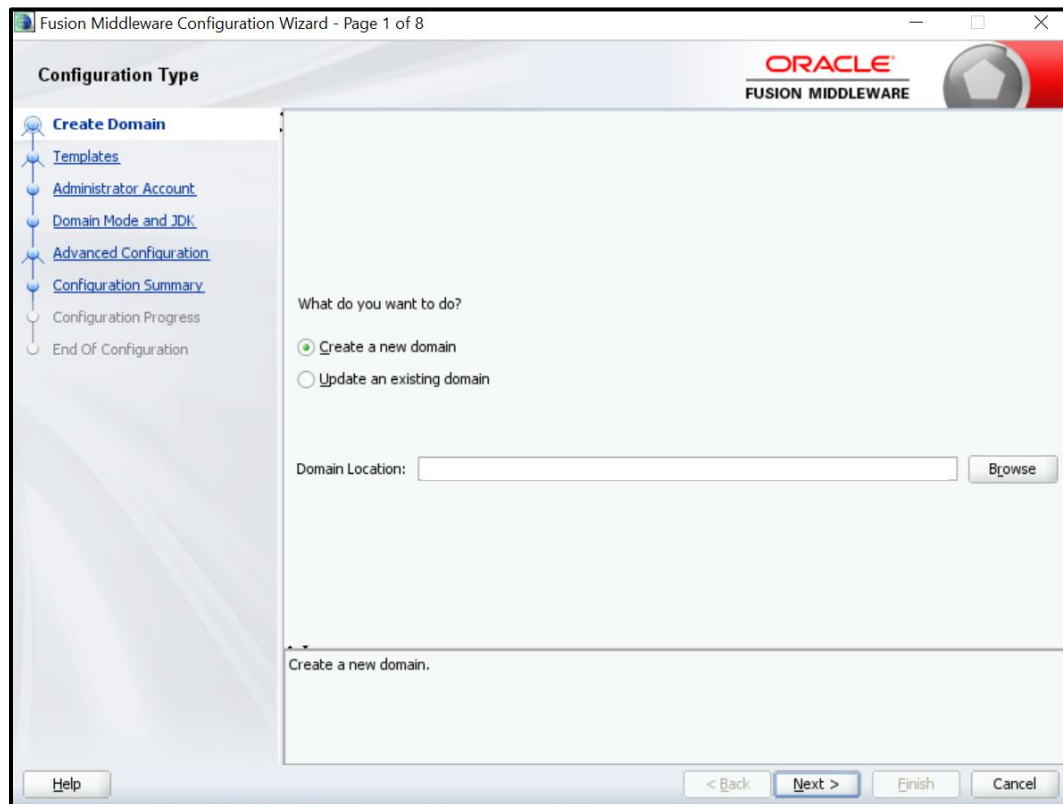 Fusion Middleware Configuration Wizard - Page 1 of 8
Configuration Type
ORACLE
FUSION MIDDLEWARE
Create Domain
Templates
Administrator Account
Domain Mode and JDK
Advanced Configuration
Configuration Summary
Configuration Progress
End Of Configuration
What do you want to do?
Create a new domain
Update an existing domain
Domain Location:
Browse
Create a new domain.
Help
< Back
Next >
Finish
Cancel